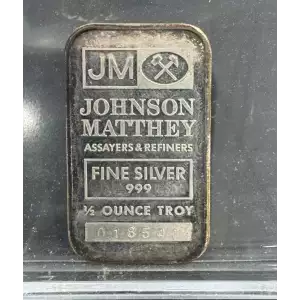 JM
JOHNSON
MATTHEY
ASSAYERS & REFINERS
FINE SILVER
999
½ OUNCE TROY